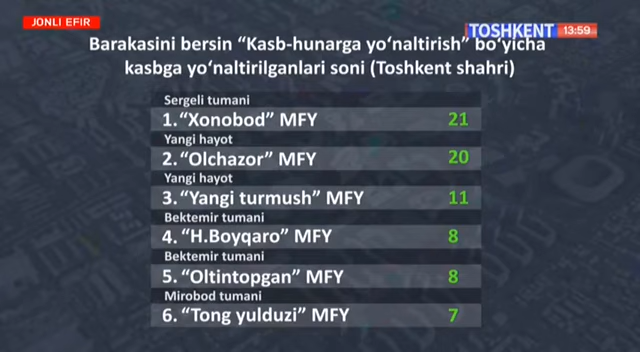 JONLI EFIR
TOSHKENT 13:59
Barakasini bersin “Kasb-hunarga yo‘naltirish” bo‘yicha
kasbga yo‘naltirilganlari soni (Toshkent shahri)
Sergeli tumani
1.“Xonobod” MFY 21
Yangi hayot
2.“Olchazor” MFY 20
Yangi hayot
3.“Yangi turmush” MFY 11
Bektemir tumani
4.“H.Boyqaro” MFY 8
Bektemir tumani
5.“Oltintopgan” MFY 8
Mirobod tumani
6.“Tong yulduzi” MFY 7